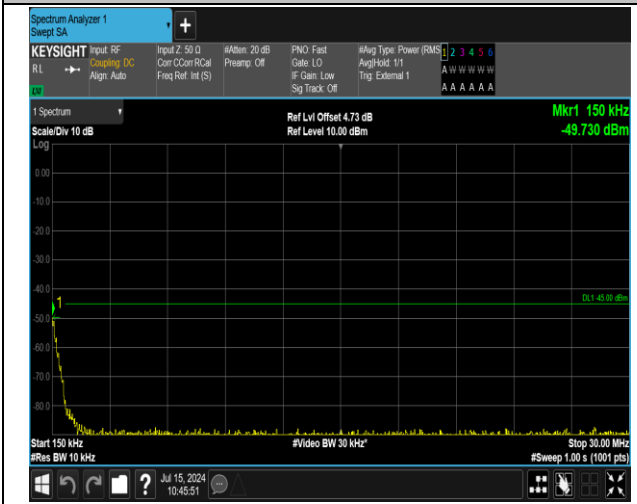 Spectrum Analyzer 1
Swept SA
+
KEYSIGHT Input: RF Input Z: 50 Ω #Atten: 20 dB PNO: Fast #Avg Type: Power (RMS 1 2 3 4 5 6
RL Coupling: DC Corr CCorr RCal Preamp: Off Gate: LO Avg|Hold: 1/1 A W W W W W
Align: Auto Freq Ref: Int (S) IF Gain: Low Trig: External 1
Sig Track: Off A A A A A A
1 Spectrum Ref Lvl Offset 4.73 dB Mkr1 150 kHz
Scale/Div 10 dB Ref Level 10.00 dBm -49.730 dBm
Log
0.00
-10.0
-20.0
-30.0
-40.0
1 DL1 -45.00 dBm
-50.0
-60.0
-70.0
-80.0
Start 150 kHz #Video BW 30 kHz* Stop 30.00 MHz
#Res BW 10 kHz #Sweep 1.00 s (1001 pts)
? Jul 15, 2024
10:45:51